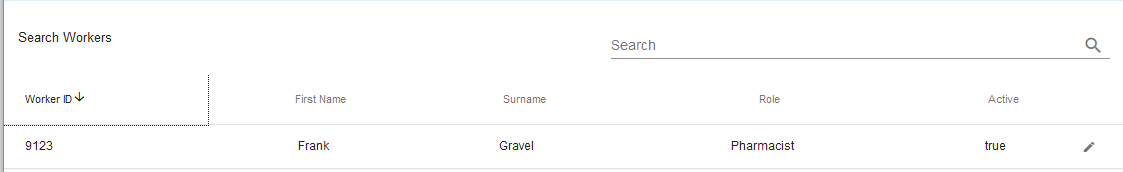 Search Workers
Search
Worker ID First Name Surname Role Active
9123 Frank Gravel Pharmacist true